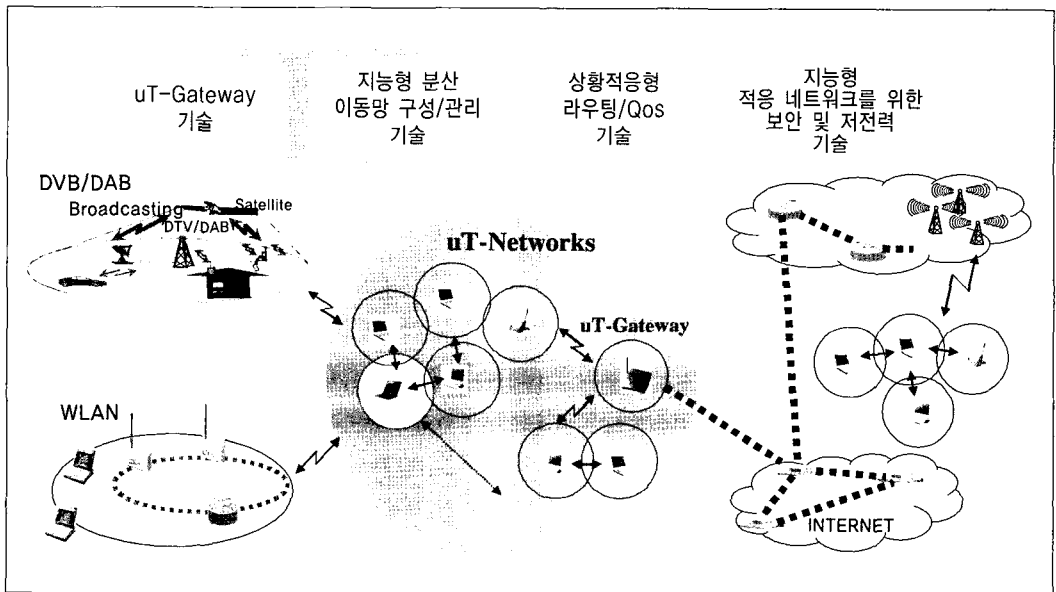 uT-Gateway
기술
지능형 분산
이동망 구성/관리
기술
상황적응형
라우팅/Qos
기술
지능형
적응 네트워크를 위한
보안 및 저전력
기술
DVB/DAB
Broadcasting
Satellite
DTV/DAB
uT-Networks
uT-Gateway
WLAN
INTERNET